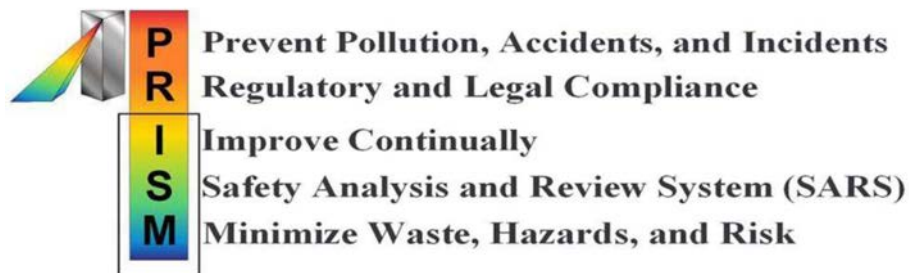 P Prevent Pollution, Accidents, and Incidents
R Regulatory and Legal Compliance
I Improve Continually
S Safety Analysis and Review System (SARS)
M Minimize Waste, Hazards, and Risk